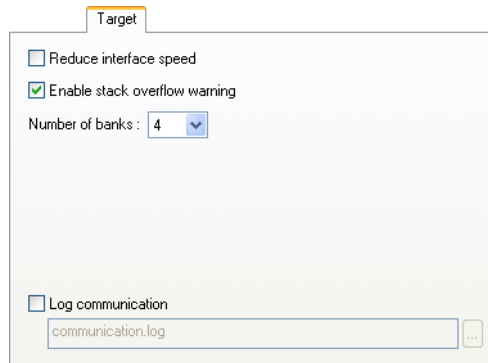 Target
Reduce interface speed
Enable stack overflow warning
Number of banks : 4
Log communication
communication.log ...